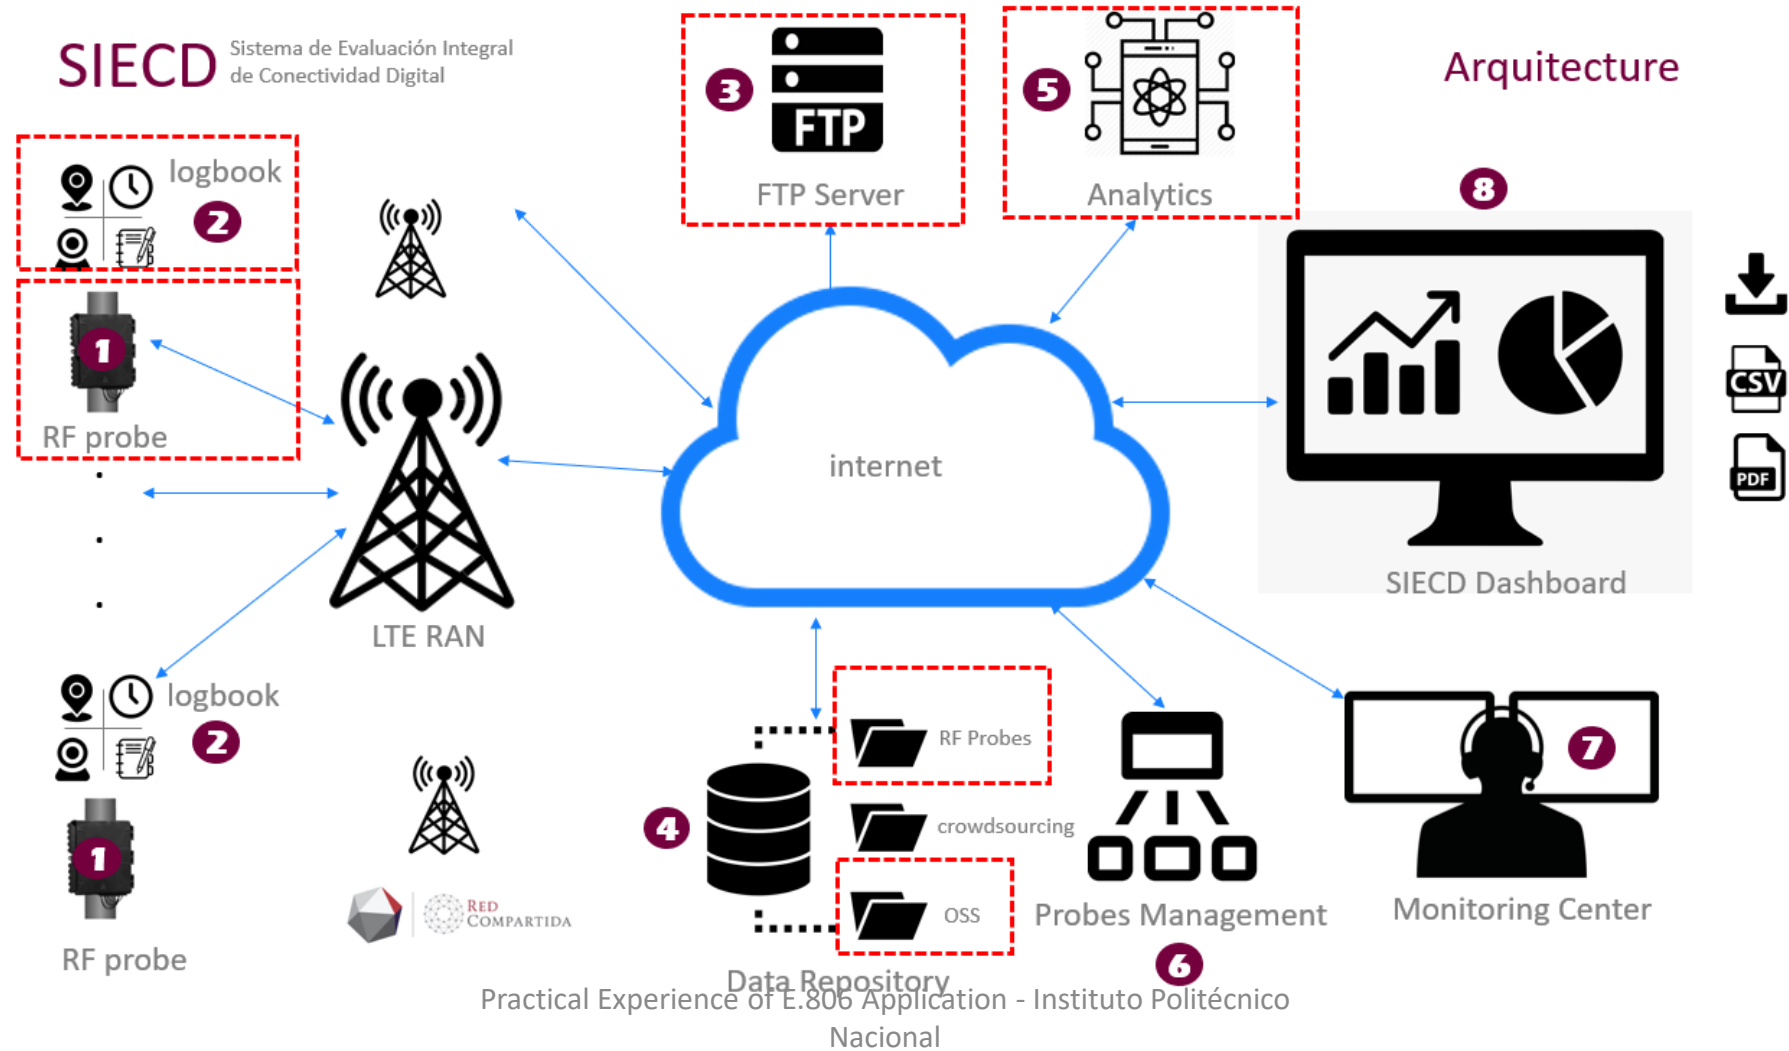 SIECD
Sistema de Evaluación Integral
de Conectividad Digital
Arquitecture
3
FTP
FTP Server
5
Analytics
logbook
2
1
RF probe
LTE RAN
internet
8
CSV
PDF
SIECD Dashboard
logbook
2
1
RF probe
RED
COMPARTIDA
4
RF Probes
crowdsourcing
OSS
Data Repository
Probes Management
6
7
Monitoring Center
Practical Experience of E.806 Application - Instituto Politécnico
Nacional